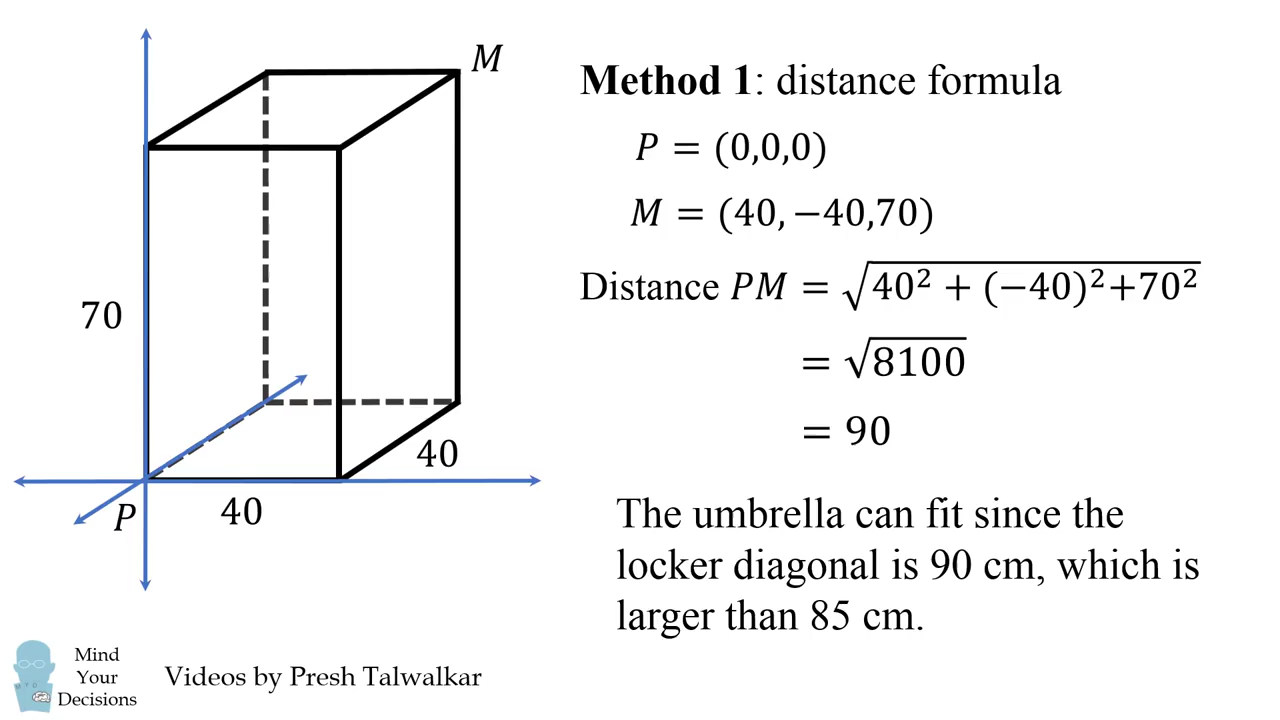 M
Method 1: distance formula
P = (0,0,0)
M = (40, −40,70)
Distance PM = √(40² + (−40)²+70²)
= √8100
= 90
70
40
40
P
The umbrella can fit since the
locker diagonal is 90 cm, which is
larger than 85 cm.
Mind
Your
Decisions
Videos by Presh Talwalkar